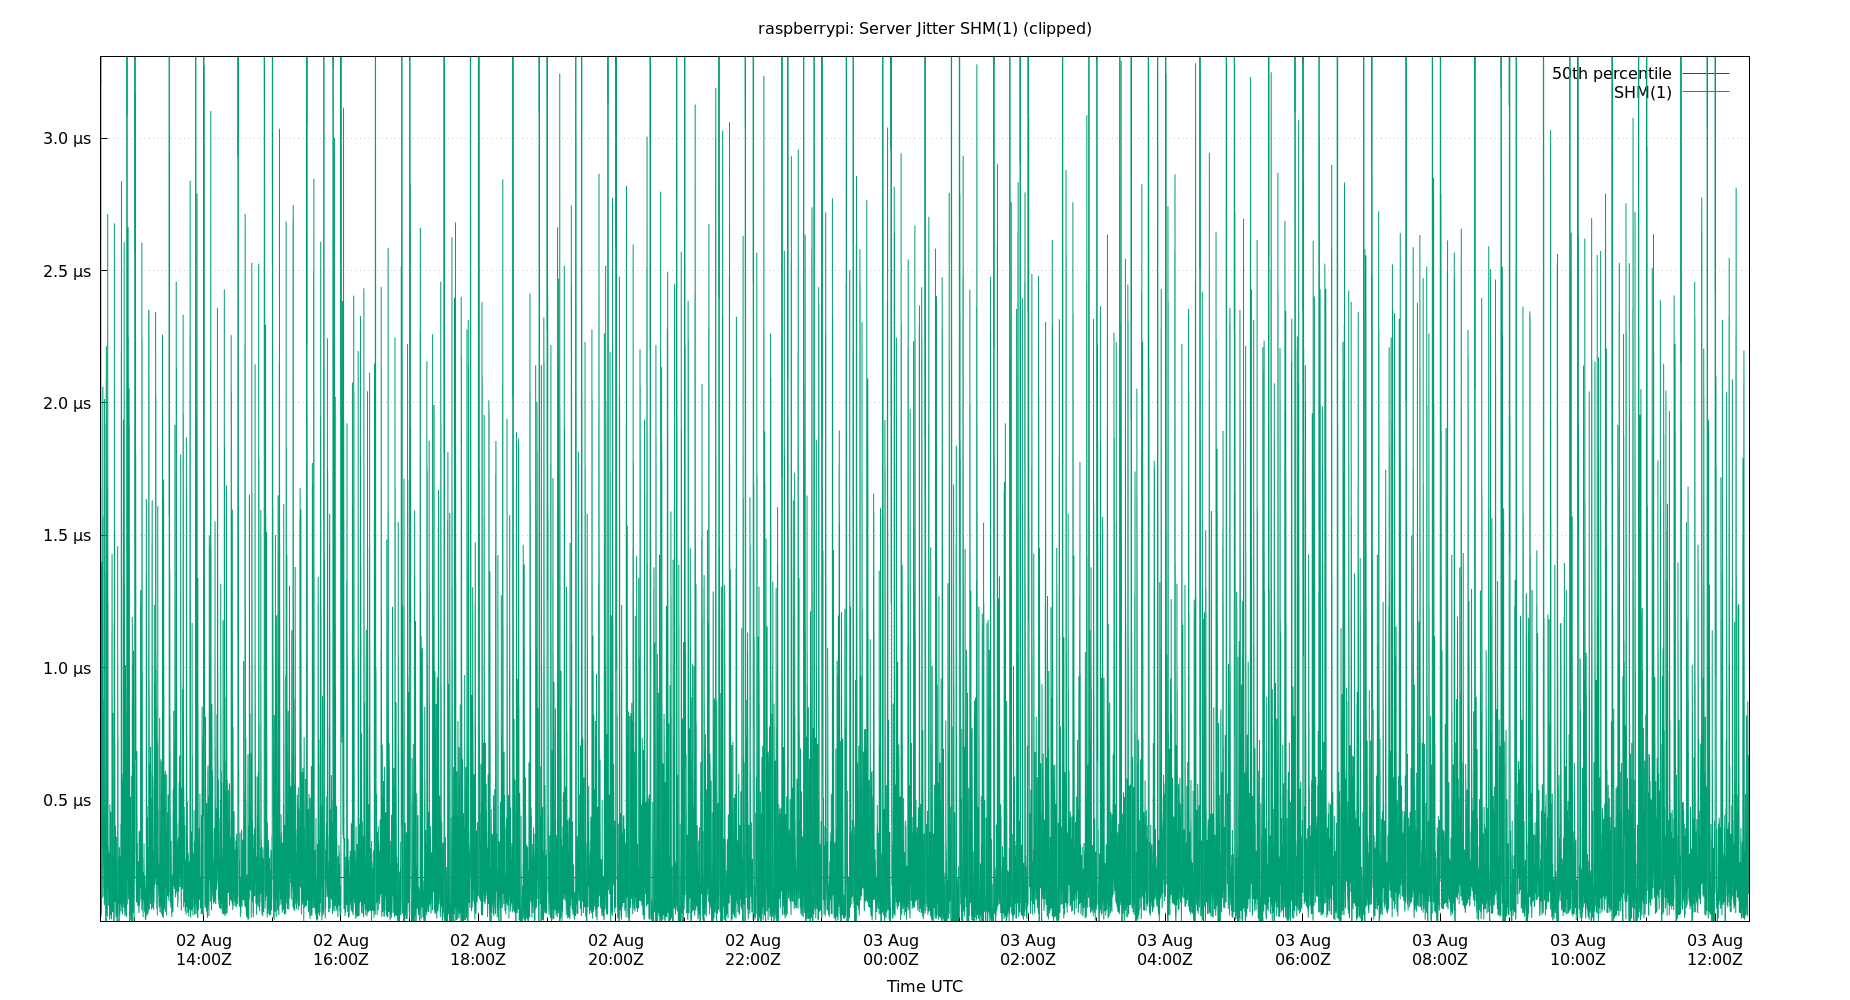 raspberrypi: Server Jitter SHM(1) (clipped)
50th percentile
SHM(1)
3.0 µs
2.5 µs
2.0 µs
1.5 µs
1.0 µs
0.5 µs
02 Aug 02 Aug 02 Aug 02 Aug 02 Aug 03 Aug 03 Aug 03 Aug 03 Aug 03 Aug 03 Aug 03 Aug
14:00Z 16:00Z 18:00Z 20:00Z 22:00Z 00:00Z 02:00Z 04:00Z 06:00Z 08:00Z 10:00Z 12:00Z
Time UTC